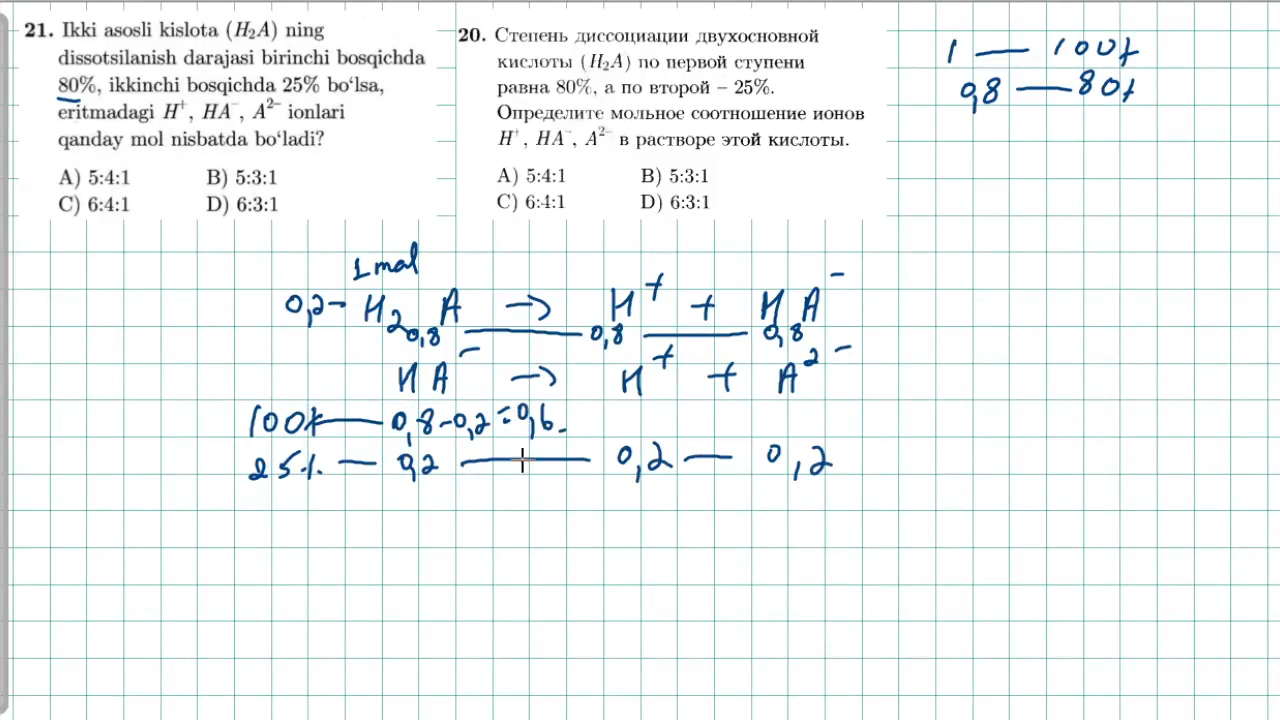 21. Ikki asosli kislota (H₂A) ning
dissotsilanish darajasi birinchi bosqichda
80%, ikkinchi bosqichda 25% bo‘lsa,
eritmadagi H⁺, HA⁻, A²⁻ ionlari
qanday mol nisbatda bo‘ladi?
A) 5:4:1 B) 5:3:1
C) 6:4:1 D) 6:3:1
20. Степень диссоциации двухосновной
кислоты (H₂A) по первой ступени
равна 80%, а по второй – 25%.
Определите мольное соотношение ионов
H⁺, HA⁻, A²⁻ в растворе этой кислоты.
A) 5:4:1 B) 5:3:1
C) 6:4:1 D) 6:3:1
1 — 100%
0,8 — 80%
1 mol
0,2 - H₂A → H⁺ + HA⁻
0,8 — 0,8 — 0,8
HA⁻ → H⁺ + A²⁻
100% — 0,8-0,2=0,6
25% — 0,2 — 0,2 — 0,2